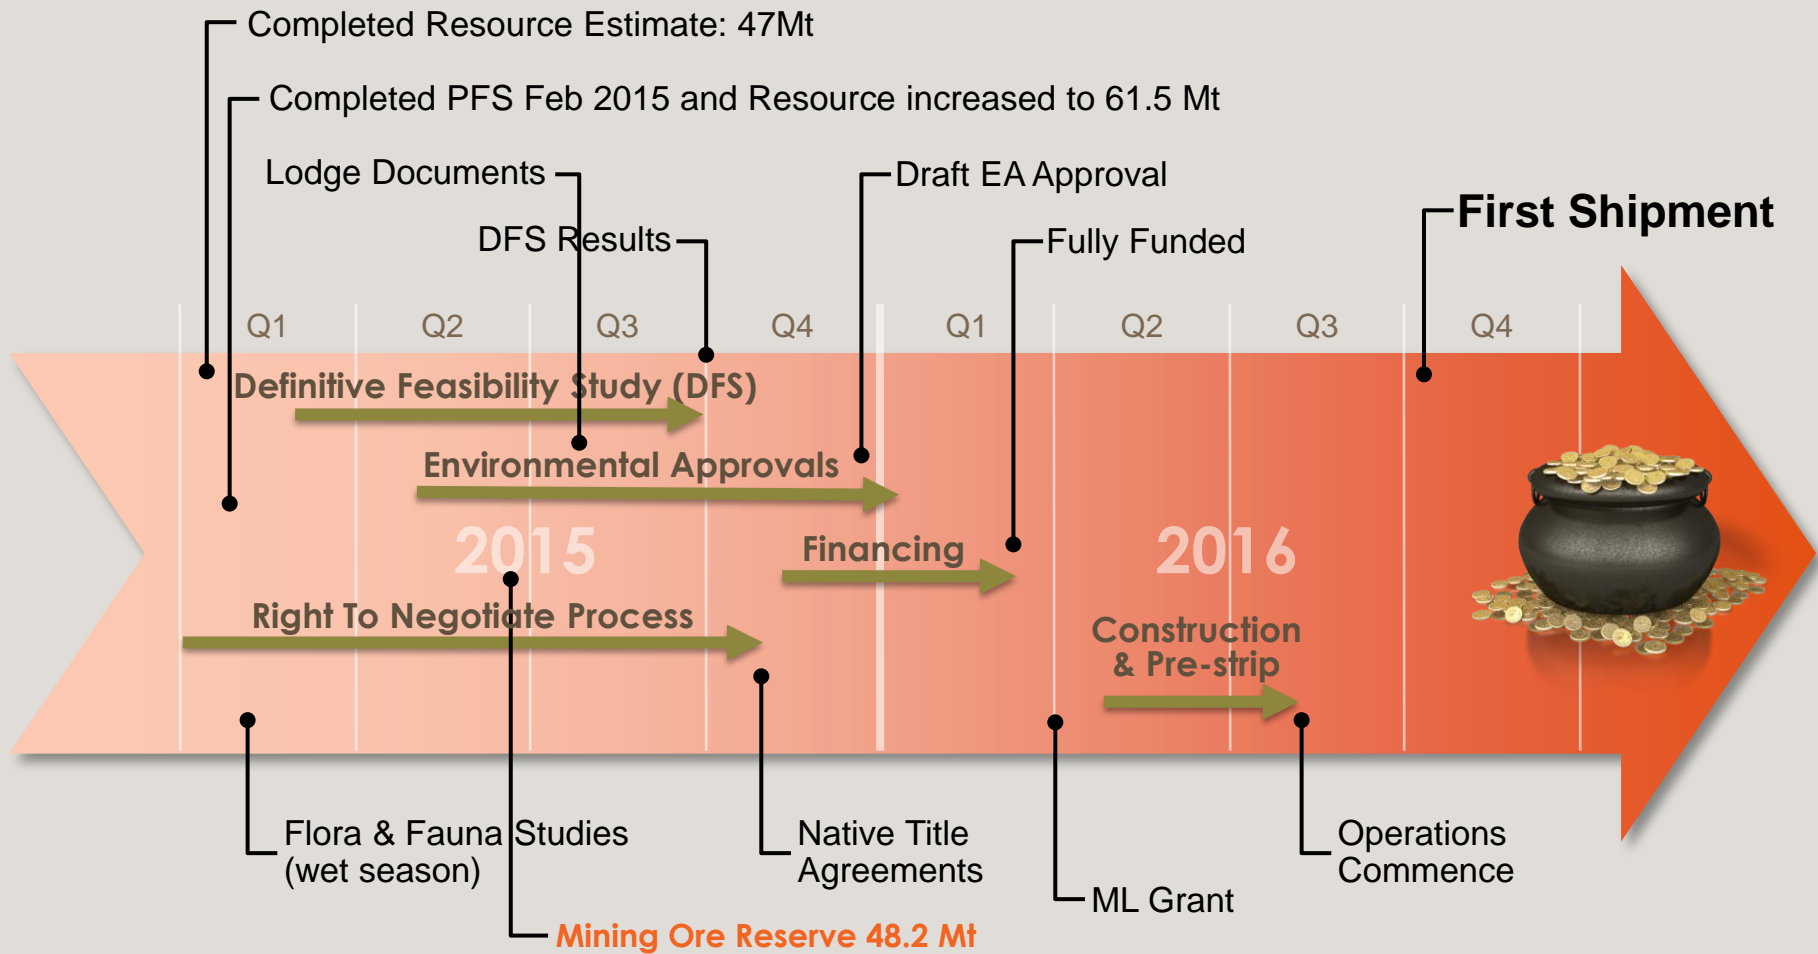 Completed Resource Estimate: 47Mt
Completed PFS Feb 2015 and Resource increased to 61.5 Mt
Lodge Documents
Draft EA Approval
First Shipment
DFS Results
Fully Funded
Q1 Q2 Q3 Q4 Q1 Q2 Q3 Q4
Definitive Feasibility Study (DFS)
Environmental Approvals
2015
Financing
2016
Right To Negotiate Process
Construction
& Pre-strip
Flora & Fauna Studies
(wet season)
Native Title
Agreements
Operations
Commence
ML Grant
Mining Ore Reserve 48.2 Mt